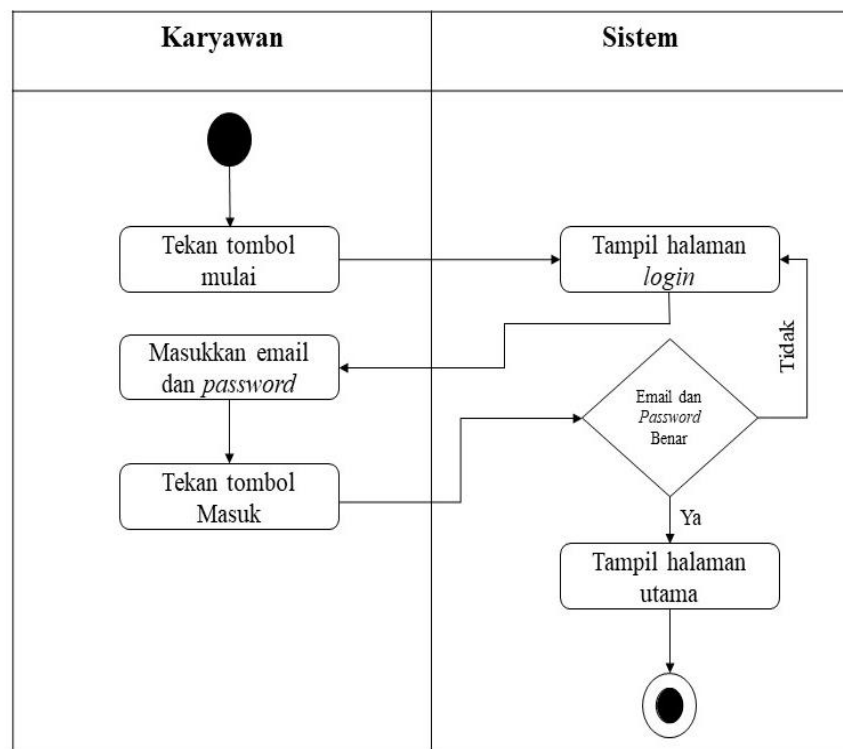 Karyawan
Sistem
Tekan tombol
mulai
Tampil halaman
login
Masukkan email
dan password
Tidak
Email dan
Password
Benar
Tekan tombol
Masuk
Ya
Tampil halaman
utama